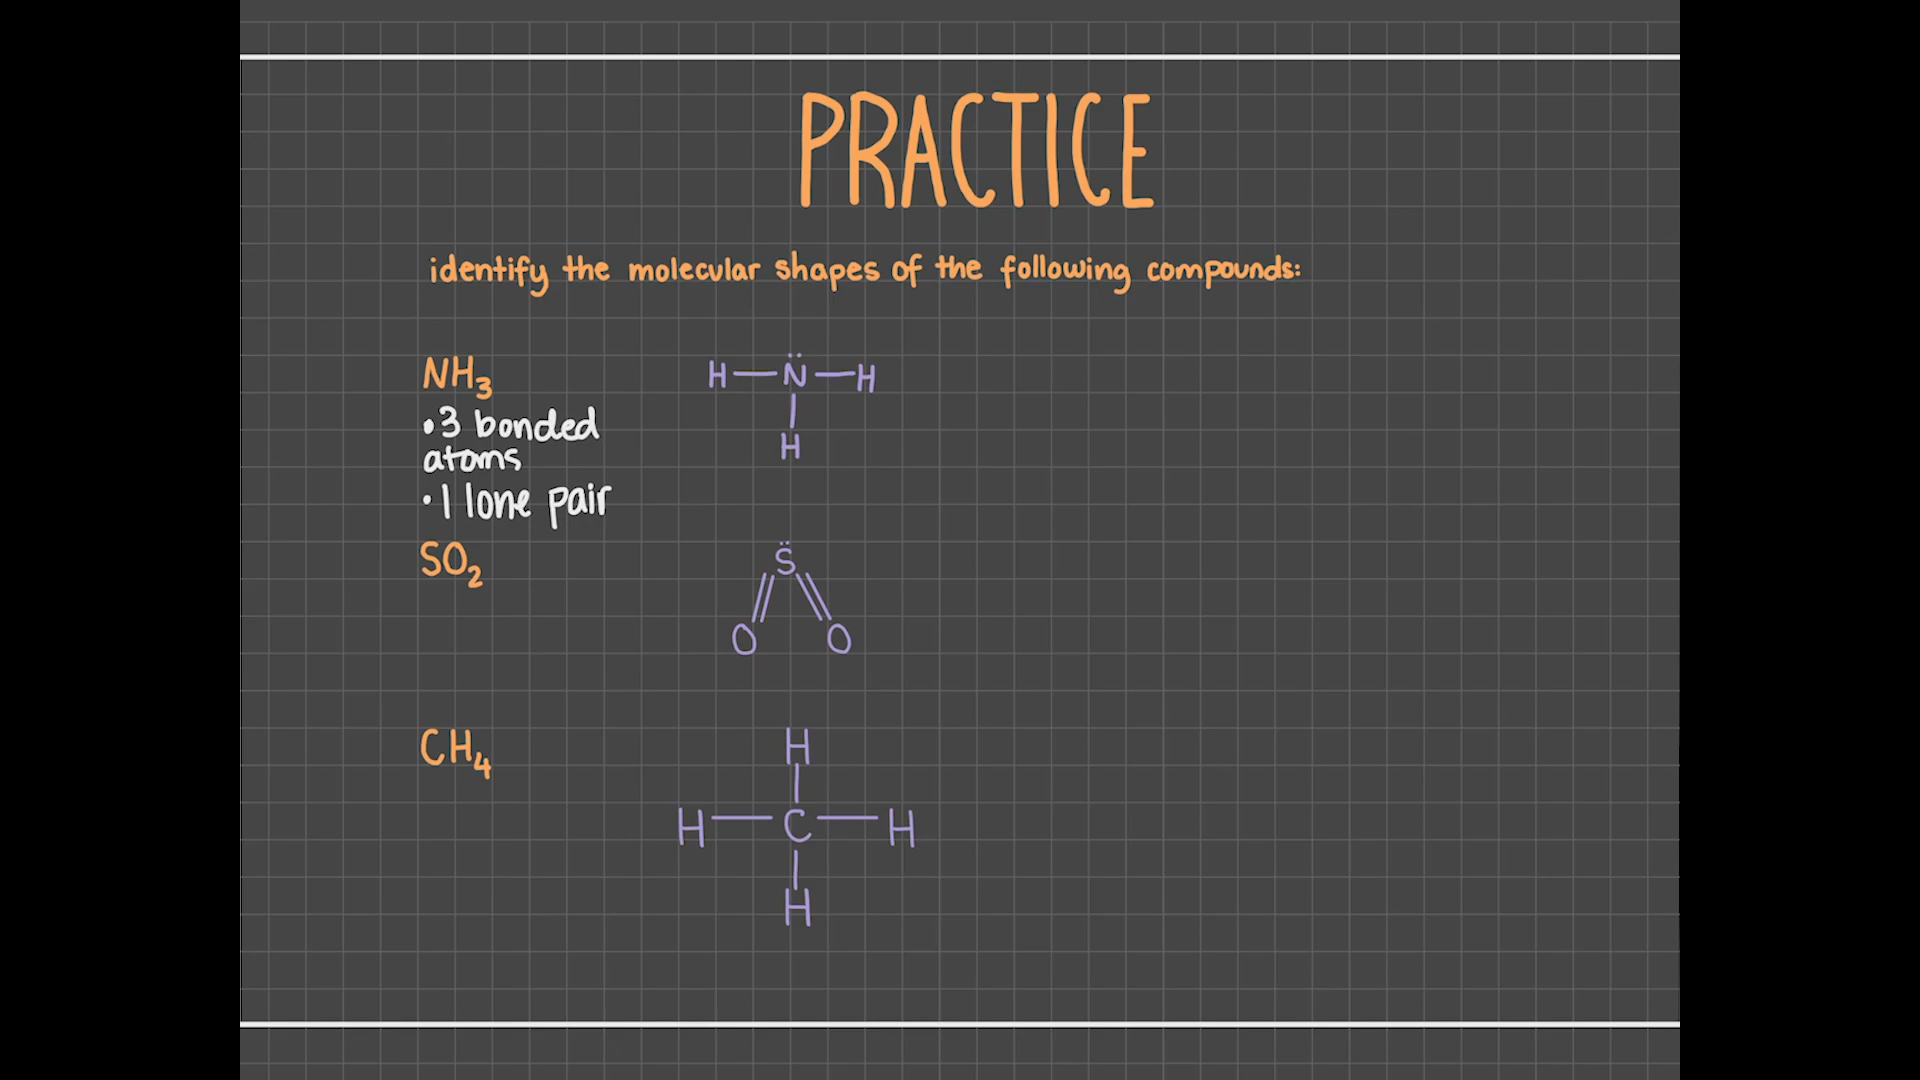 PRACTICE
identify the molecular shapes of the following compounds:
NH₃
•3 bonded
atoms
•1 lone pair
H—N̈—H
H
SO₂
S̈
O O
CH₄
H
H—C—H
H